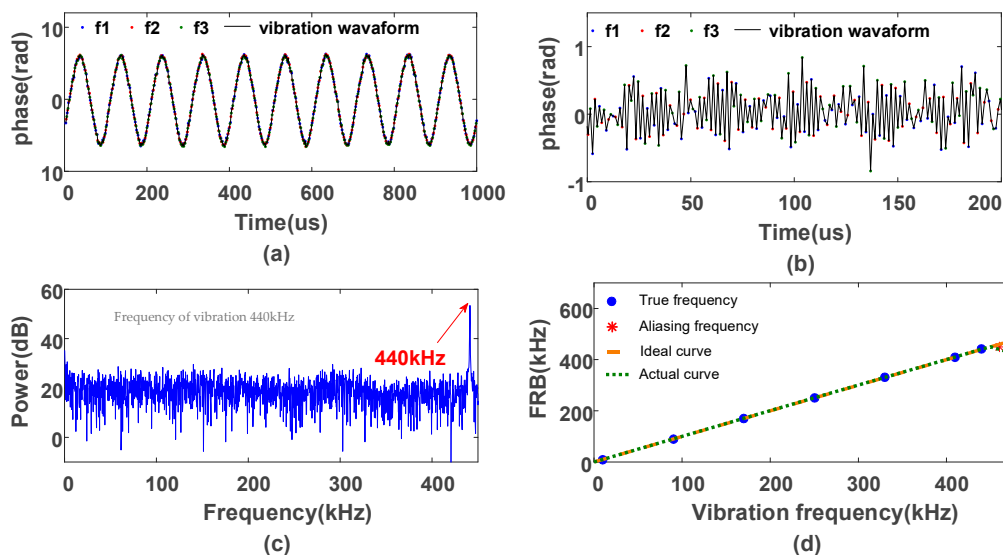 10
f1 f2 f3 vibration wavaform
phase(rad)
0
10
0 200 400 600 800 1000
Time(us)
(a)
1
f1 f2 f3 vibration wavaform
phase(rad)
0
-1
0 50 100 150 200
Time(us)
(b)
60
Frequency of vibration 440kHz
40
440kHz
Power(dB)
20
0
0 100 200 300 400
Frequency(kHz)
(c)
600
True frequency
Aliasing frequency
Ideal curve
Actual curve
FRB(kHz)
400
200
0
0 100 200 300 400
Vibration frequency(kHz)
(d)